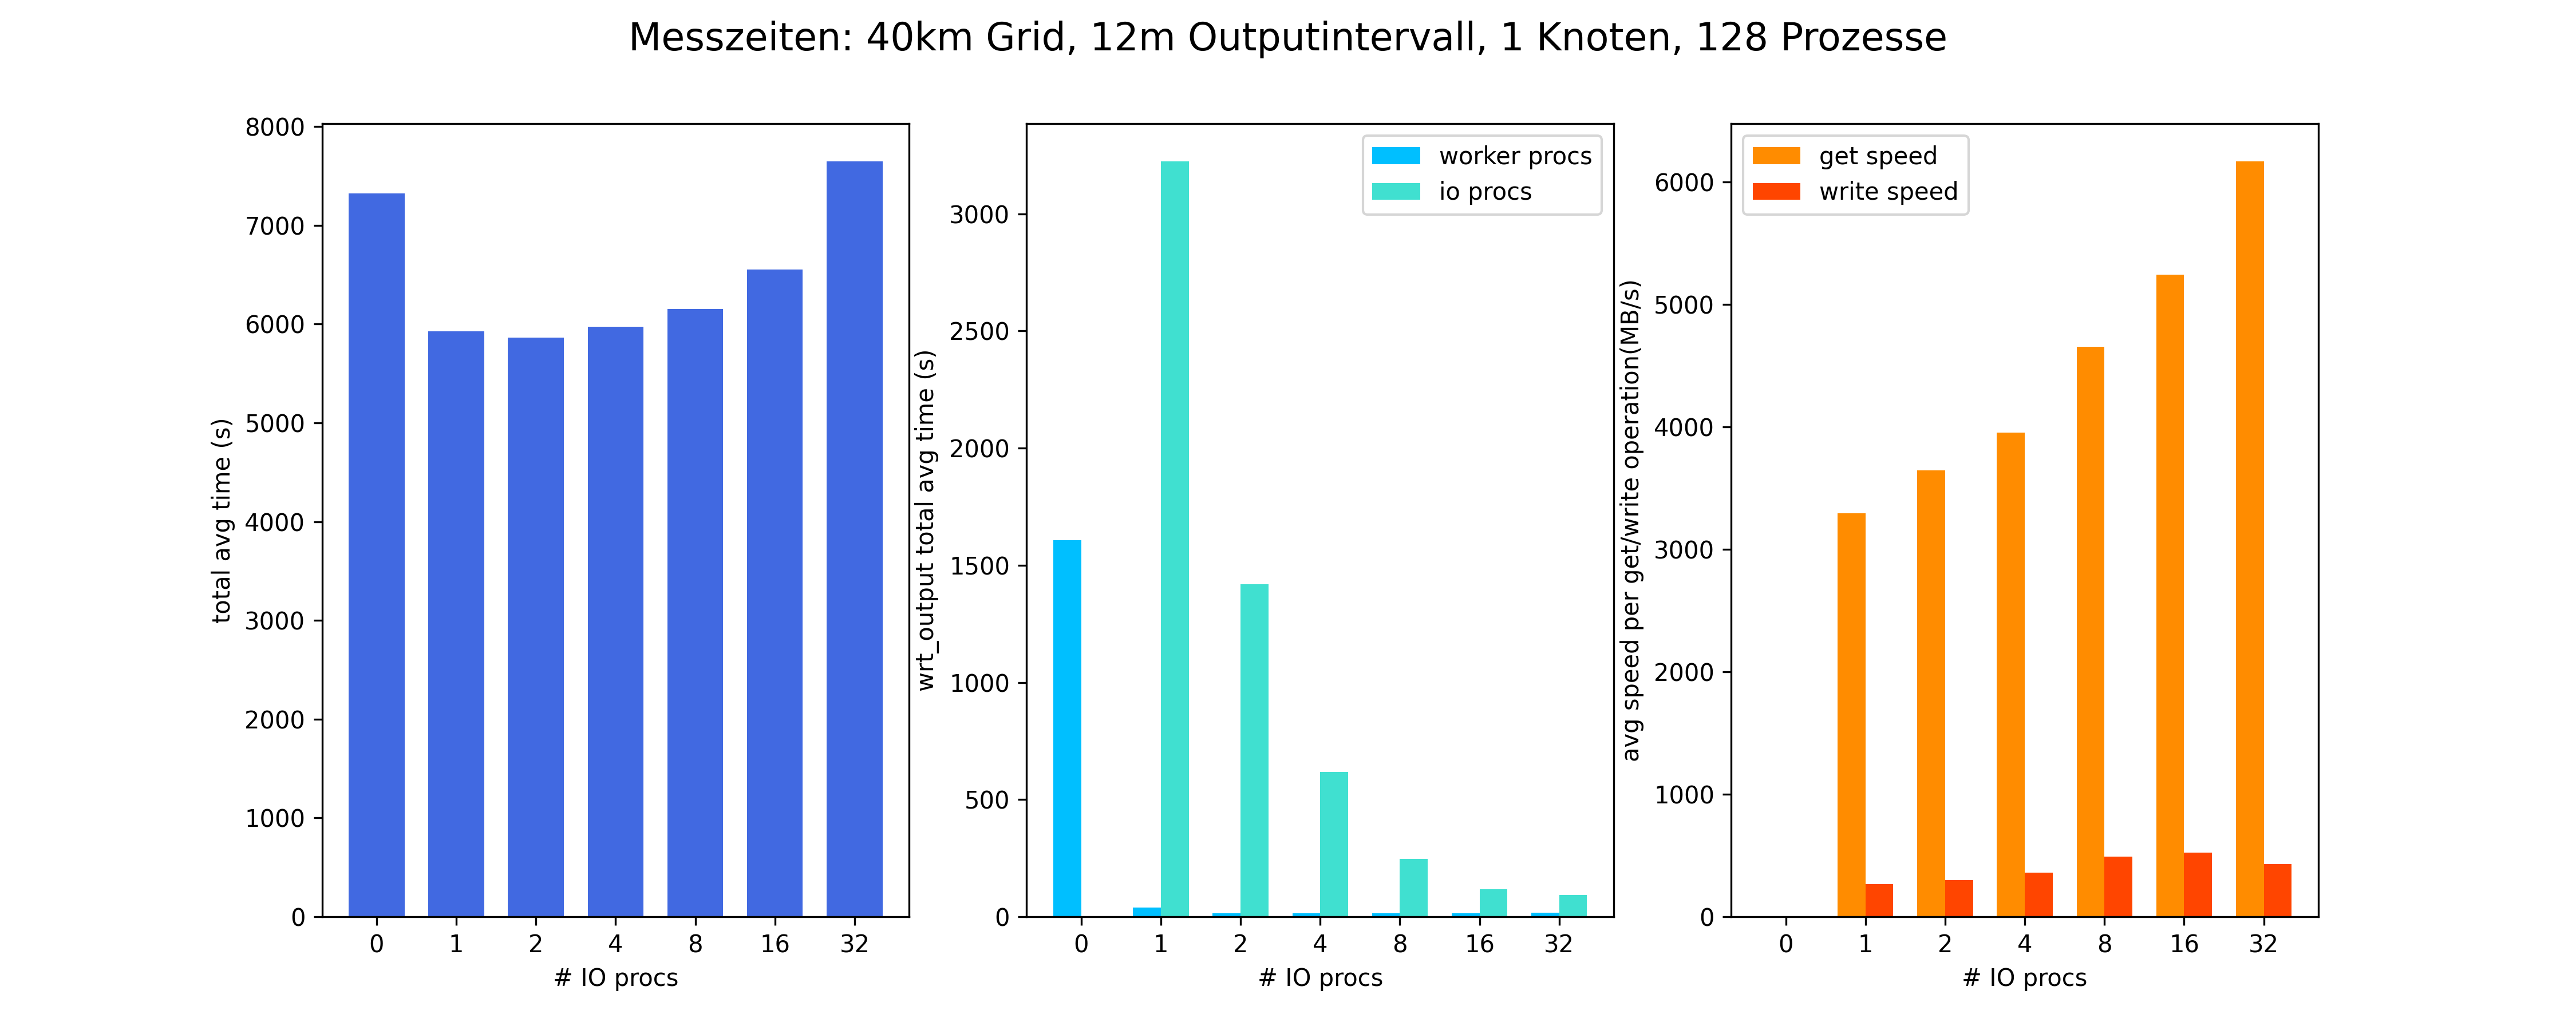 Messzeiten: 40km Grid, 12m Outputintervall, 1 Knoten, 128 Prozesse
total avg time (s)
8000
7000
6000
5000
4000
3000
2000
1000
0
0 1 2 4 8 16 32
# IO procs
wrt_output total avg time (s)
worker procs
io procs
3000
2500
2000
1500
1000
500
0
0 1 2 4 8 16 32
# IO procs
avg speed per get/write operation(MB/s)
get speed
write speed
6000
5000
4000
3000
2000
1000
0
0 1 2 4 8 16 32
# IO procs